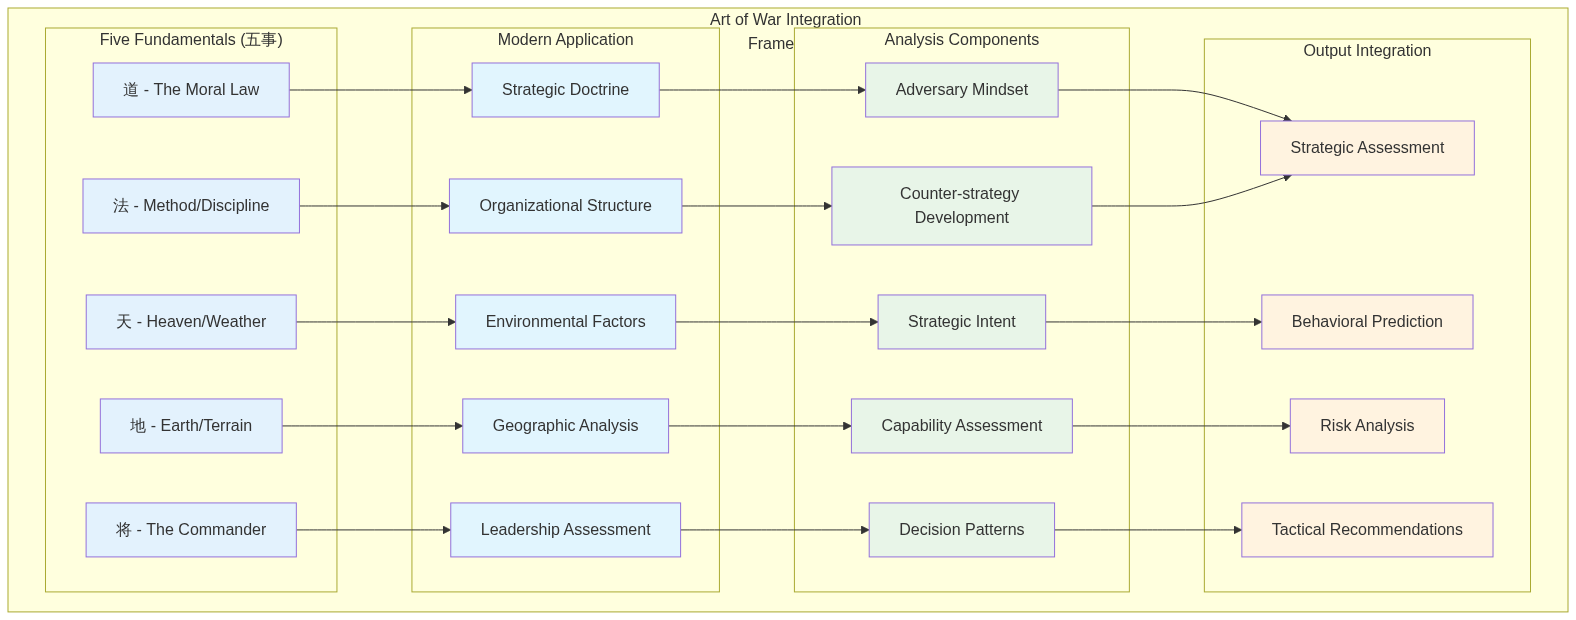 Art of War Integration
Frame
Five Fundamentals (五事)
道 - The Moral Law
法 - Method/Discipline
天 - Heaven/Weather
地 - Earth/Terrain
将 - The Commander
Modern Application
Strategic Doctrine
Organizational Structure
Environmental Factors
Geographic Analysis
Leadership Assessment
Analysis Components
Adversary Mindset
Counter-strategy
Development
Strategic Intent
Capability Assessment
Decision Patterns
Output Integration
Strategic Assessment
Behavioral Prediction
Risk Analysis
Tactical Recommendations